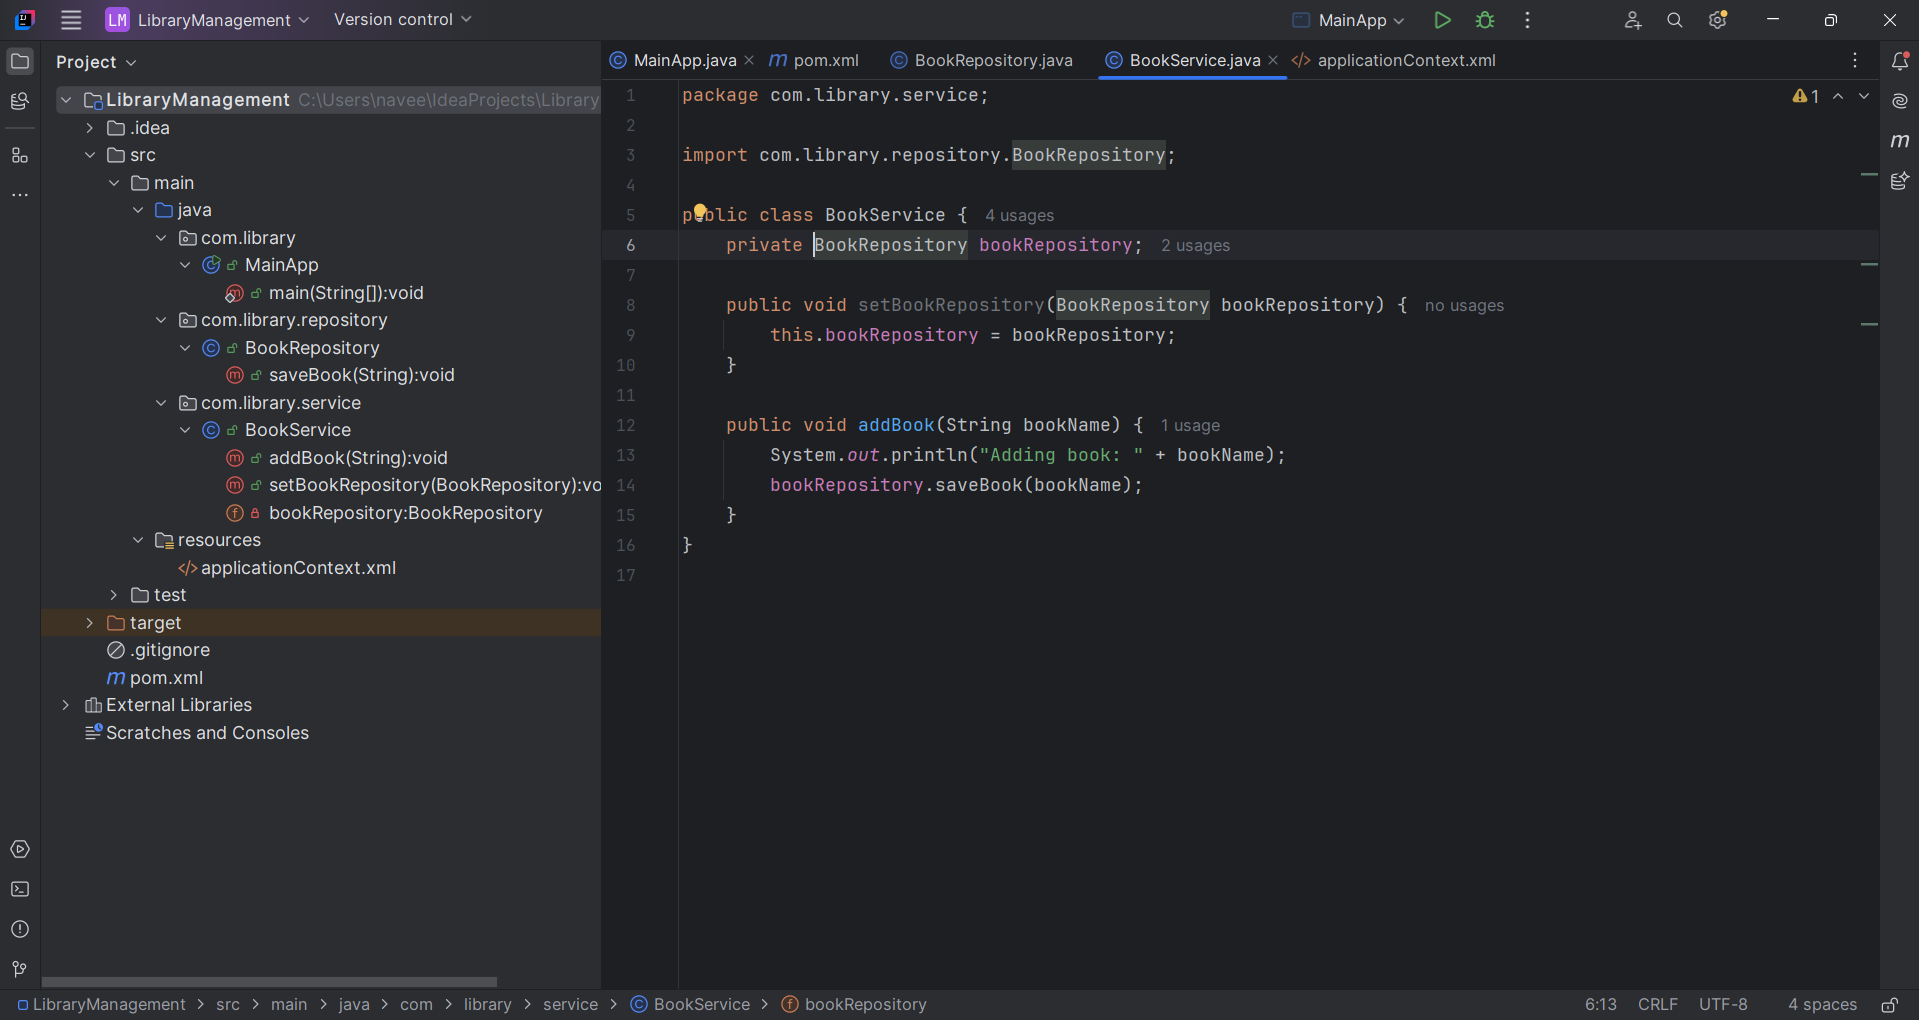 LM LibraryManagement Version control MainApp
Project
MainApp.java pom.xml BookRepository.java BookService.java applicationContext.xml
LibraryManagement C:\Users\navee\IdeaProjects\Library
.idea
src
main
java
com.library
MainApp
main(String[]):void
com.library.repository
BookRepository
saveBook(String):void
com.library.service
BookService
addBook(String):void
setBookRepository(BookRepository):vo
bookRepository:BookRepository
resources
applicationContext.xml
test
target
.gitignore
pom.xml
External Libraries
Scratches and Consoles
1 package com.library.service;
2
3 import com.library.repository.BookRepository;
4
5 public class BookService { 4 usages
6 private BookRepository bookRepository; 2 usages
7
8 public void setBookRepository(BookRepository bookRepository) { no usages
9 this.bookRepository = bookRepository;
10 }
11
12 public void addBook(String bookName) { 1 usage
13 System.out.println("Adding book: " + bookName);
14 bookRepository.saveBook(bookName);
15 }
16 }
17
1
LibraryManagement > src > main > java > com > library > service > BookService > bookRepository 6:13 CRLF UTF-8 4 spaces